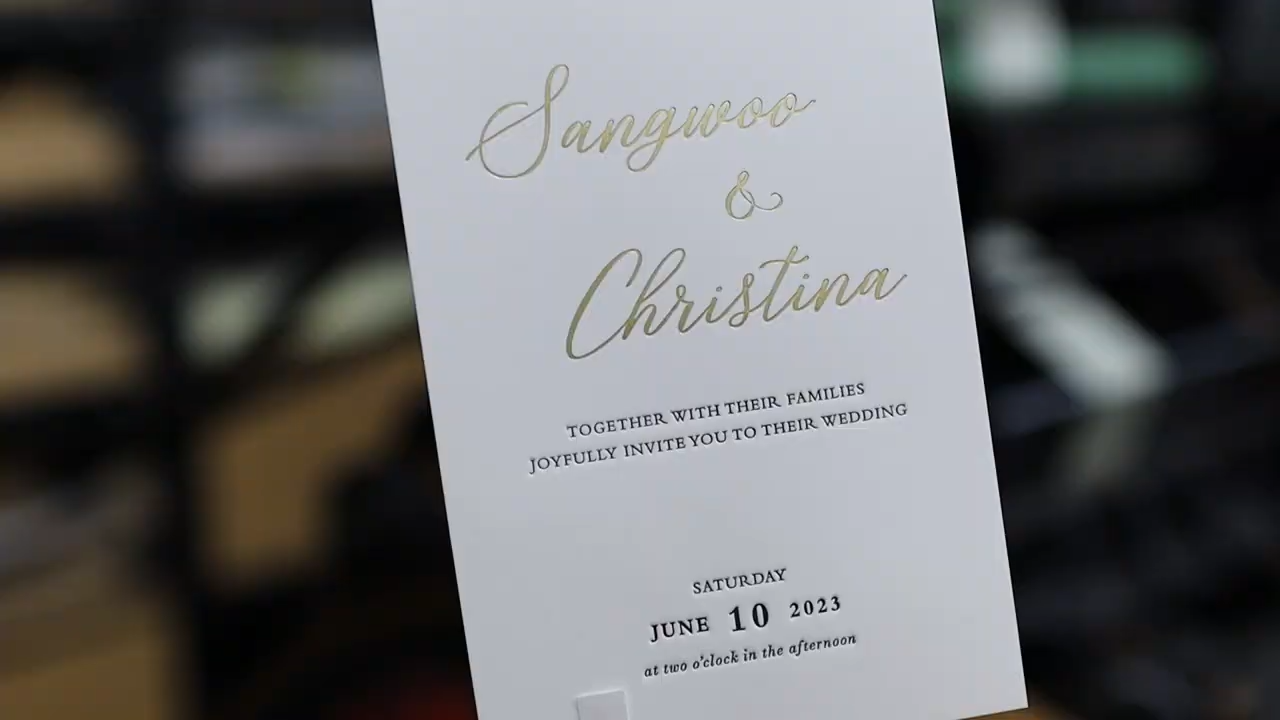 Sangwoo
&
Christina
TOGETHER WITH THEIR FAMILIES
JOYFULLY INVITE YOU TO THEIR WEDDING
SATURDAY
JUNE 10 2023
at two o'clock in the afternoon